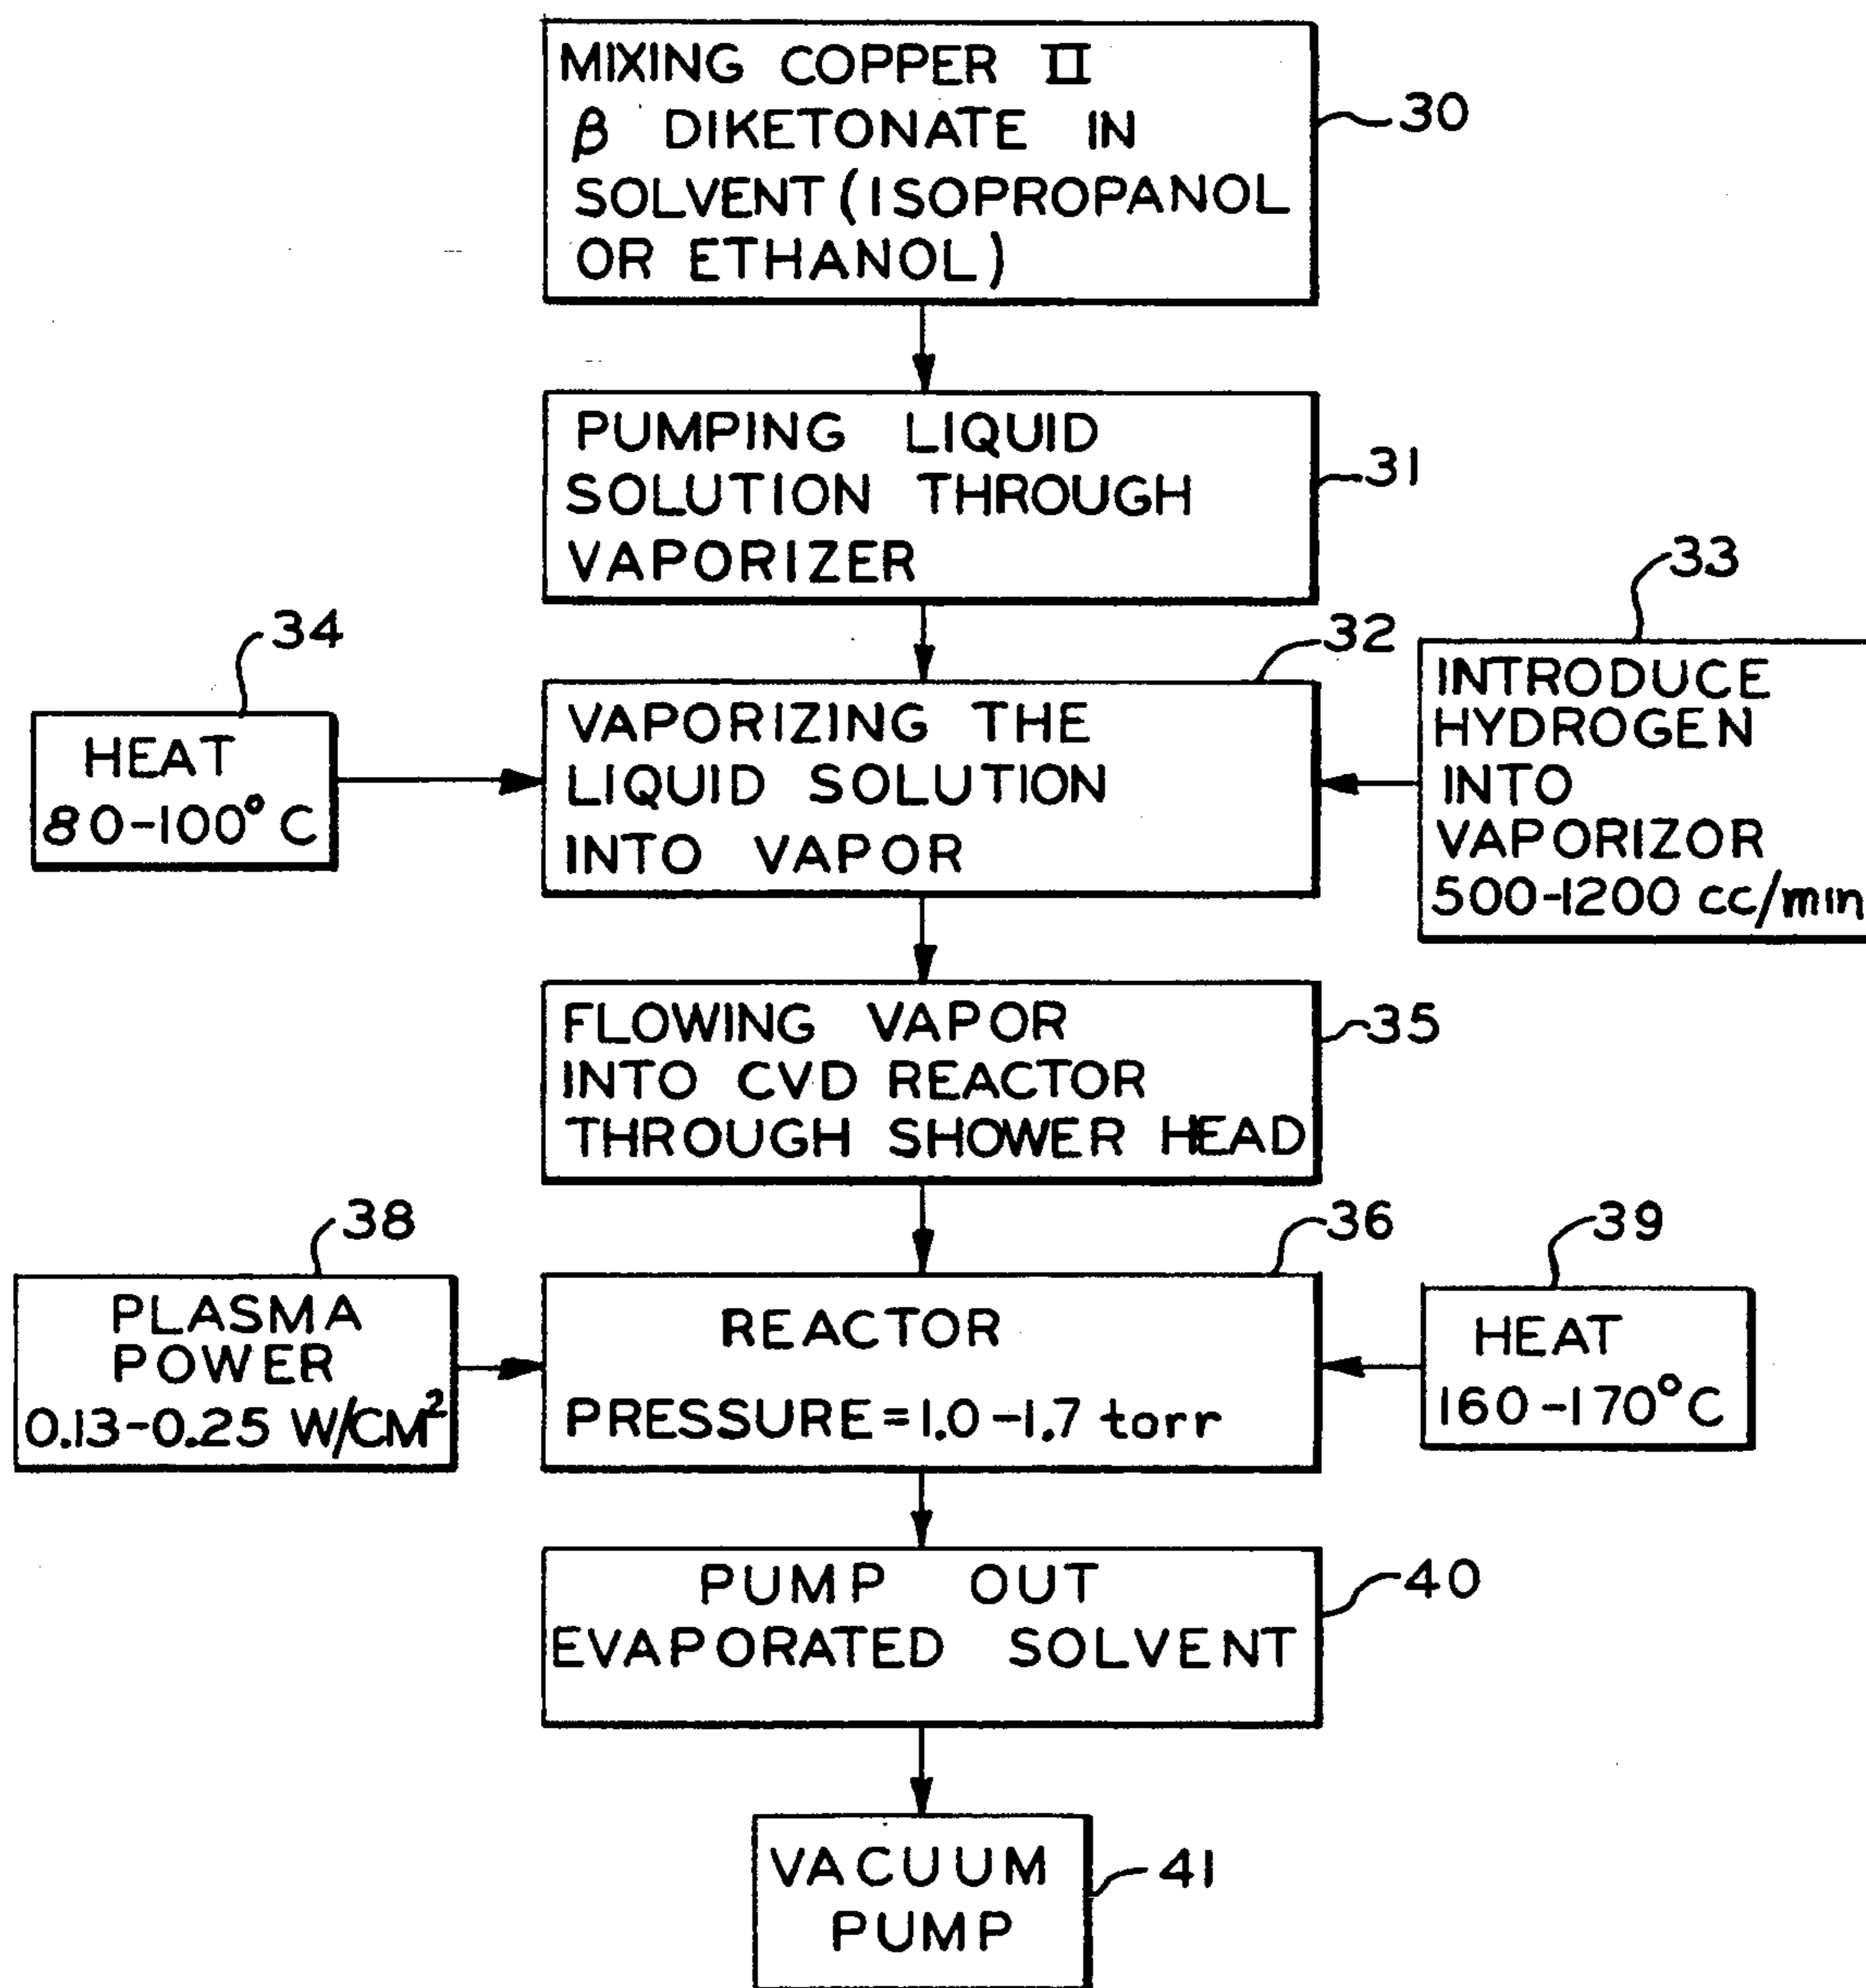 MIXING COPPER II
β DIKETONATE IN
SOLVENT (ISOPROPANOL
OR ETHANOL)
30
PUMPING LIQUID
SOLUTION THROUGH
VAPORIZER
31
34
HEAT
80-100° C
32
VAPORIZING THE
LIQUID SOLUTION
INTO VAPOR
33
INTRODUCE
HYDROGEN
INTO
VAPORIZOR
500-1200 cc/min
FLOWING VAPOR
INTO CVD REACTOR
THROUGH SHOWER HEAD
35
38
PLASMA
POWER
0.13-0.25 W/CM²
36
REACTOR
PRESSURE = 1.0-1.7 torr
39
HEAT
160-170°C
PUMP OUT
EVAPORATED SOLVENT
40
VACUUM
PUMP
41